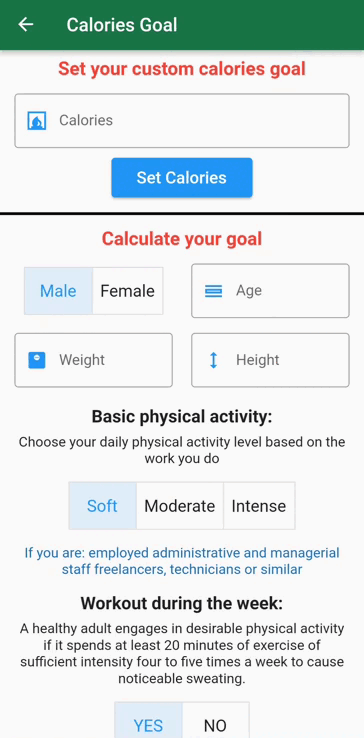 Calories Goal
Set your custom calories goal
Calories
Set Calories
Calculate your goal
Male Female
Age
Weight
Height
Basic physical activity:
Choose your daily physical activity level based on the
work you do
Soft Moderate Intense
If you are: employed administrative and managerial
staff freelancers, technicians or similar
Workout during the week:
A healthy adult engages in desirable physical activity
if it spends at least 20 minutes of exercise of
sufficient intensity four to five times a week to cause
noticeable sweating.
YES NO